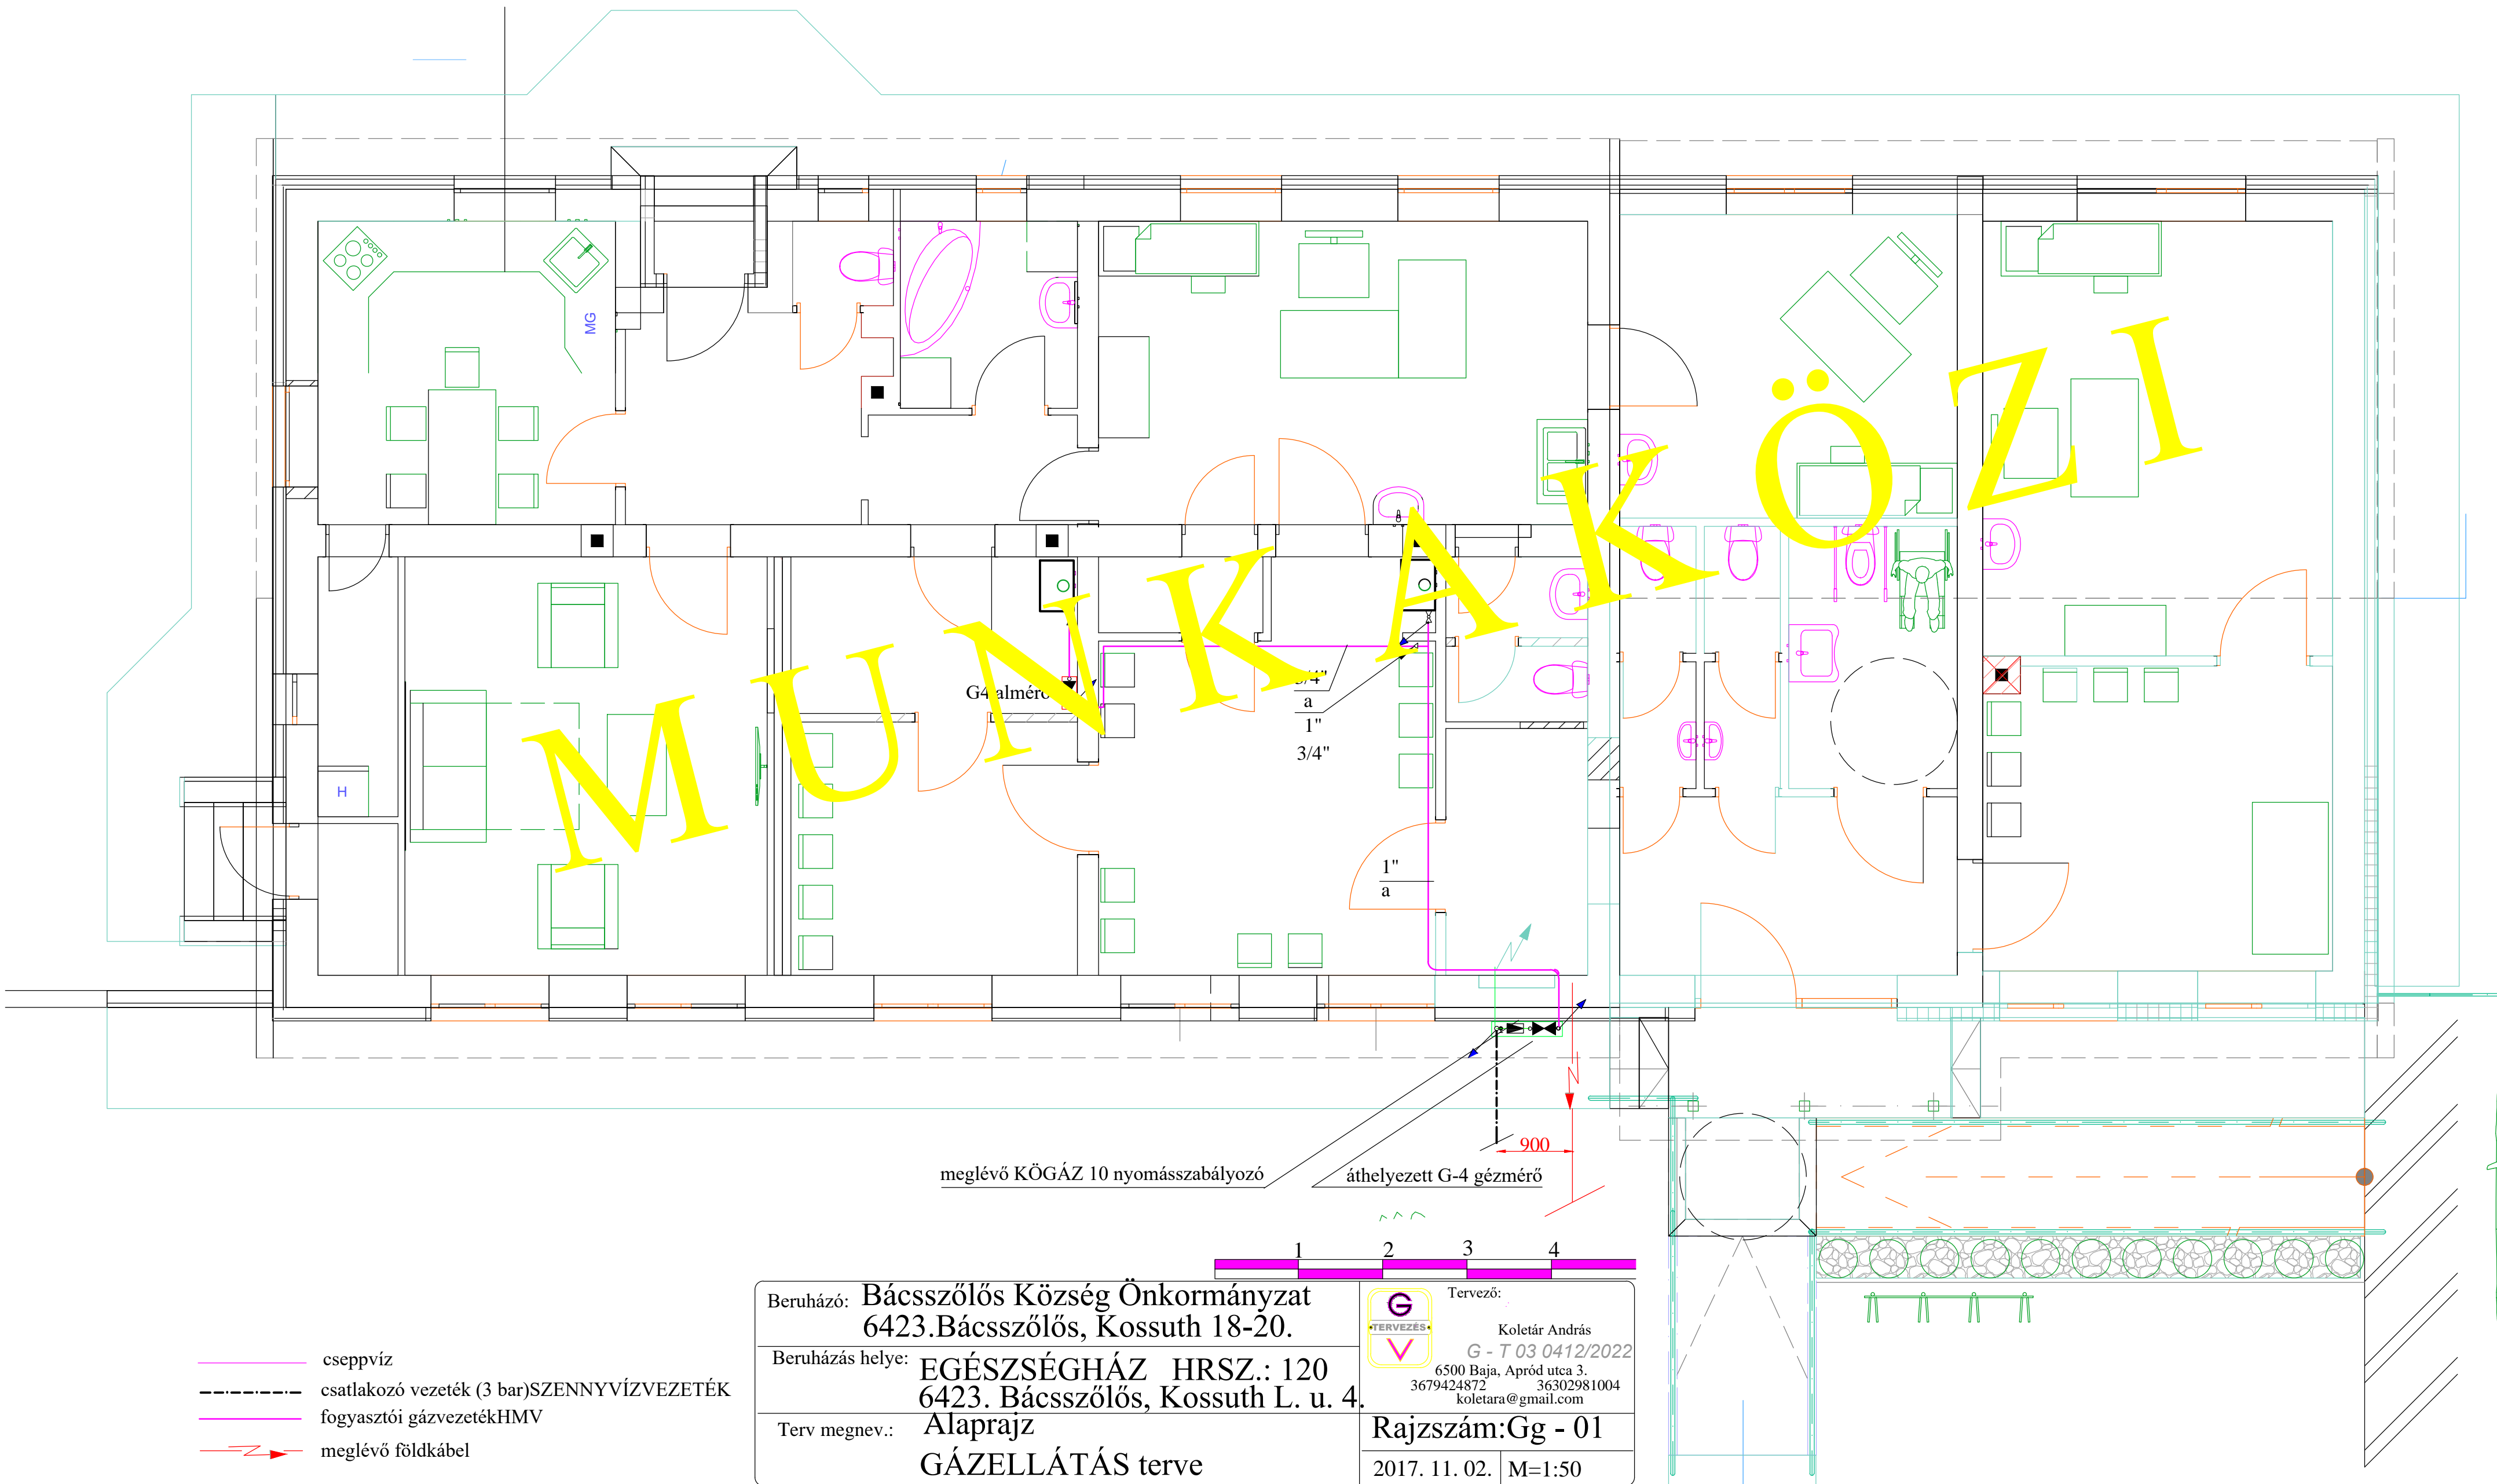 MG
H
MUNKAKÖZI
G4 almérő
3/4"
a
1"
3/4"
1"
a
900
meglévő KÖGÁZ 10 nyomásszabályozó
áthelyezett G-4 gézmérő
1 2 3 4
cseppvíz
csatlakozó vezeték (3 bar)SZENNYVÍZVEZETÉK
fogyasztói gázvezetékHMV
meglévő földkábel
Beruházó: Bácsszőlős Község Önkormányzat
6423.Bácsszőlős, Kossuth 18-20.
Beruházás helye: EGÉSZSÉGHÁZ HRSZ.: 120
6423. Bácsszőlős, Kossuth L. u. 4.
Terv megnev.: Alaprajz
GÁZELLÁTÁS terve
G
TERVEZÉS
V
Tervező:
Koletár András
G - T 03 0412/2022
6500 Baja, Apród utca 3.
3679424872 36302981004
koletara@gmail.com
Rajzszám:Gg - 01
2017. 11. 02. M=1:50